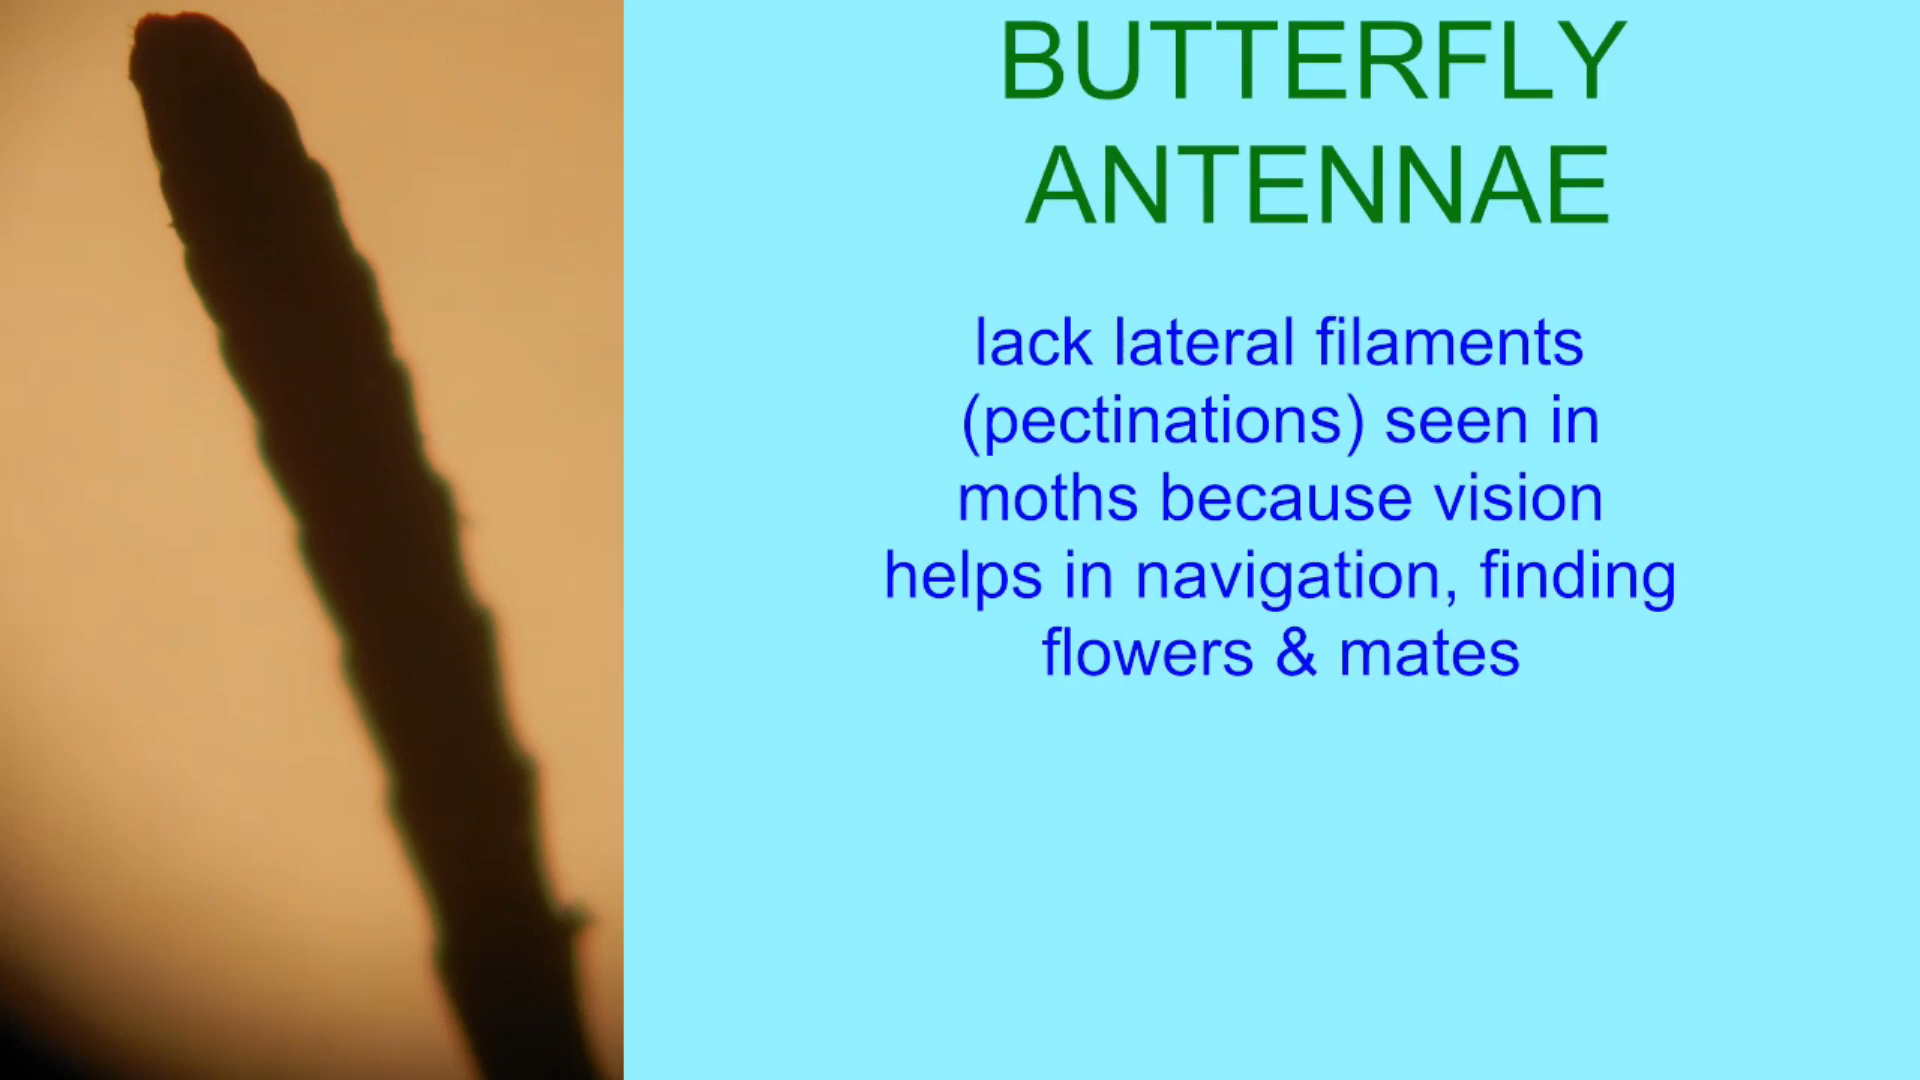 BUTTERFLY
ANTENNAE
lack lateral filaments
(pectinations) seen in
moths because vision
helps in navigation, finding
flowers & mates